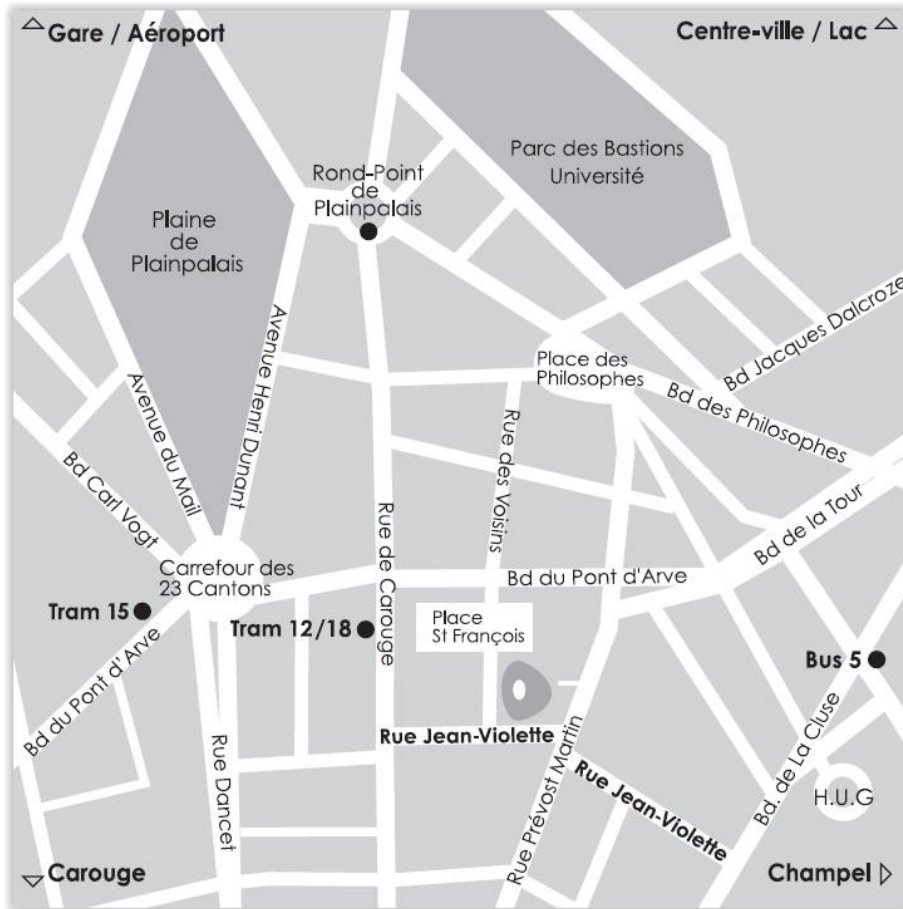 Gare / Aéroport
Centre-ville / Lac
Parc des Bastions
Université
Rond-Point
de
Plainpalais
Plaine
de
Plainpalais
Avenue Henri Dunant
Bd Jacques Dalcroze
Place des
Philosophes
Bd des Philosophes
Avenue du Mail
Rue des Voisins
Bd Carl Vogt
Rue de Carouge
Bd de la Tour
Carrefour des
23 Cantons
Bd du Pont d'Arve
Tram 15
Tram 12/18
Place
St François
Bus 5
Bd du Pont d'Arve
Rue Jean-Violette
Rue Dancet
Rue Prévost Martin
Rue Jean-Violette
Bd. de La Cluse
H.U.G
Carouge
Champel